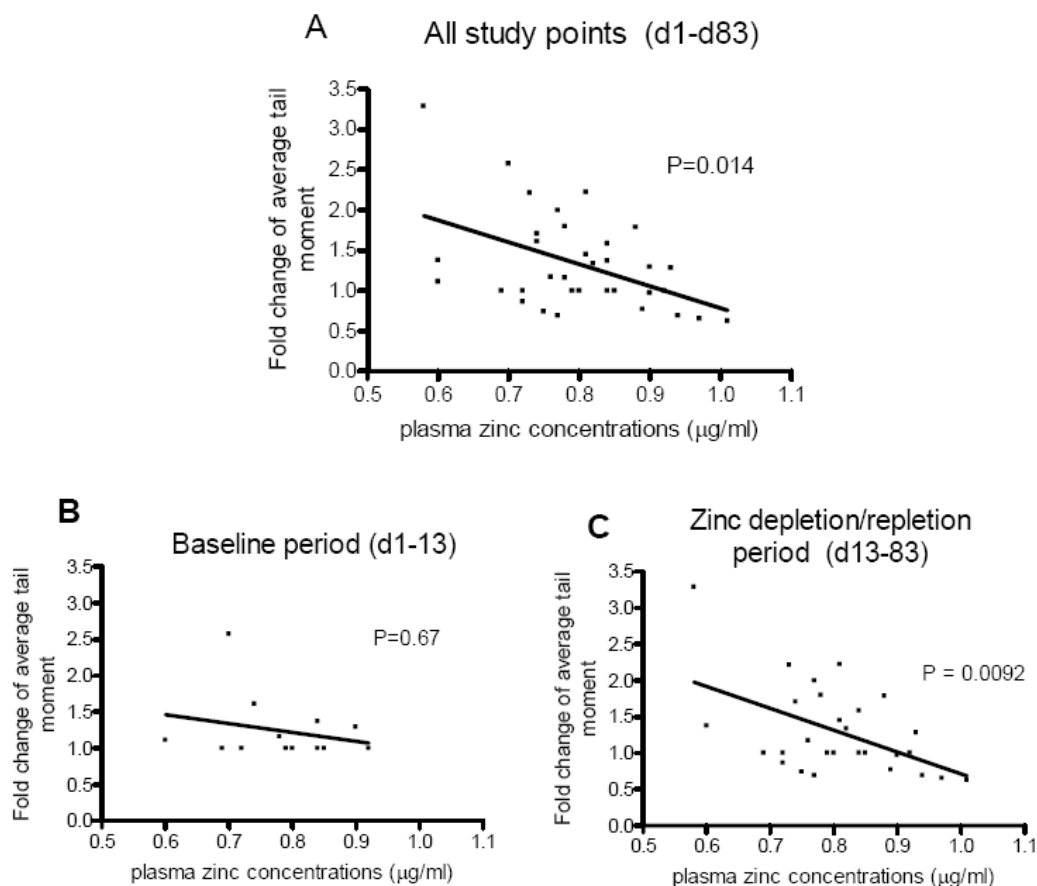 A
All study points (d1-d83)
Fold change of average tail
moment
3.5
3.0
2.5
2.0
1.5
1.0
0.5
0.0
P=0.014
0.5 0.6 0.7 0.8 0.9 1.0 1.1
plasma zinc concentrations (μg/ml)
B
Baseline period (d1-13)
Fold change of average tail
moment
3.5
3.0
2.5
2.0
1.5
1.0
0.5
0.0
P=0.67
0.5 0.6 0.7 0.8 0.9 1.0 1.1
plasma zinc concentrations (μg/ml)
C
Zinc depletion/repletion
period (d13-83)
Fold change of average tail
moment
3.5
3.0
2.5
2.0
1.5
1.0
0.5
0.0
P = 0.0092
0.5 0.6 0.7 0.8 0.9 1.0 1.1
plasma zinc concentrations (μg/ml)